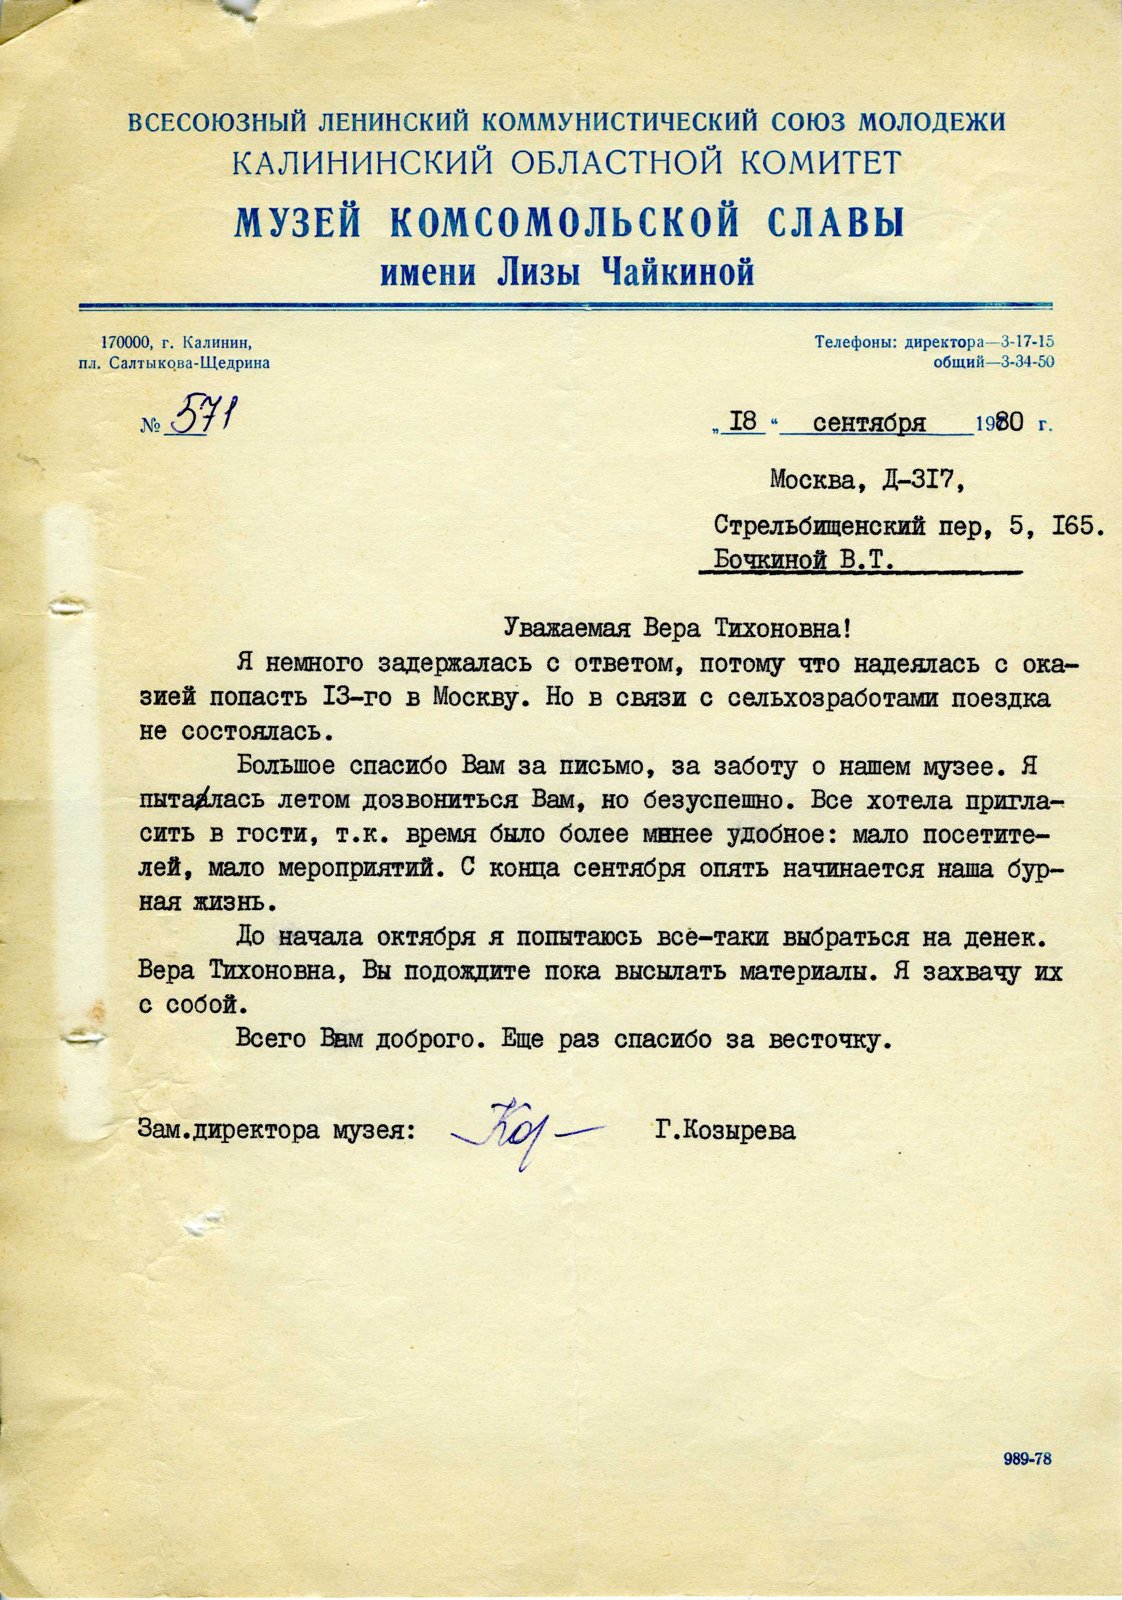 ВСЕСОЮЗНЫЙ ЛЕНИНСКИЙ КОММУНИСТИЧЕСКИЙ СОЮЗ МОЛОДЕЖИ
КАЛИНИНСКИЙ ОБЛАСТНОЙ КОМИТЕТ
МУЗЕЙ КОМСОМОЛЬСКОЙ СЛАВЫ
имени Лизы Чайкиной
170000, г. Калинин,
пл. Салтыкова-Щедрина
Телефоны: директора—3-17-15
общий—3-34-50
№ 571
„18“ сентября 1980 г.
Москва, Д-317,
Стрельбищенский пер, 5, 165.
Бочкиной В.Т.
Уважаемая Вера Тихоновна!
Я немного задержалась с ответом, потому что надеялась с ока-
зией попасть 13-го в Москву. Но в связи с сельхозработами поездка
не состоялась.
Большое спасибо Вам за письмо, за заботу о нашем музее. Я
пыталась летом дозвониться Вам, но безуспешно. Все хотела пригла-
сить в гости, т.к. время было более менее удобное: мало посетите-
лей, мало мероприятий. С конца сентября опять начинается наша бур-
ная жизнь.
До начала октября я попытаюсь все-таки выбраться на денек.
Вера Тихоновна, Вы подождите пока высылать материалы. Я захвачу их
с собой.
Всего Вам доброго. Еще раз спасибо за весточку.
Зам.директора музея: Г.Козырева
989-78